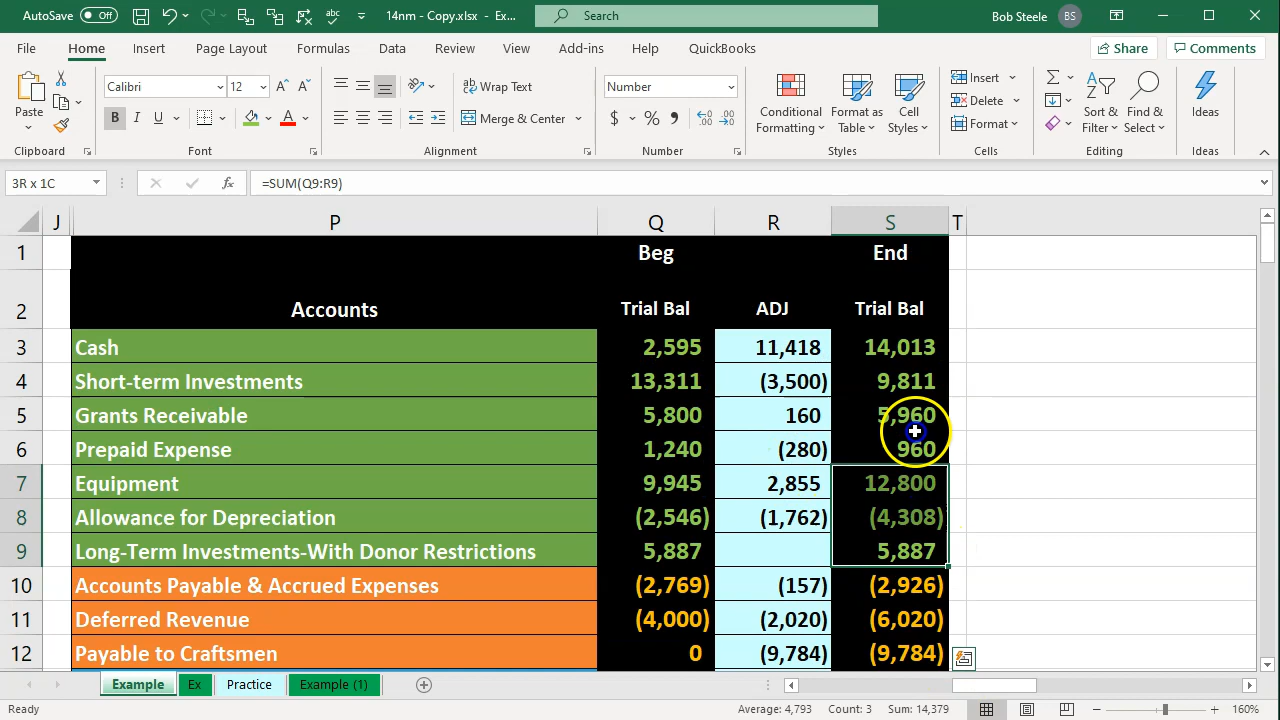 AutoSave Off 14nm - Copy.xlsx - Ex... Search Bob Steele BS
File Home Insert Page Layout Formulas Data Review View Add-ins Help QuickBooks Share Comments
Paste Calibri 12 Wrap Text Number Conditional Formatting Format as Table Cell Styles Insert Sort & Filter Find & Select Ideas
B I U Merge & Center $ % Delete
Format
Clipboard Font Alignment Number Styles Cells Editing Ideas
3R x 1C fx =SUM(Q9:R9)
J P Q R S T
1 Beg End
2 Accounts Trial Bal ADJ Trial Bal
3 Cash 2,595 11,418 14,013
4 Short-term Investments 13,311 (3,500) 9,811
5 Grants Receivable 5,800 160 5,960
6 Prepaid Expense 1,240 (280) 960
7 Equipment 9,945 2,855 12,800
8 Allowance for Depreciation (2,546) (1,762) (4,308)
9 Long-Term Investments-With Donor Restrictions 5,887 5,887
10 Accounts Payable & Accrued Expenses (2,769) (157) (2,926)
11 Deferred Revenue (4,000) (2,020) (6,020)
12 Payable to Craftsmen 0 (9,784) (9,784)
Example Ex Practice Example (1)
Ready Average: 4,793 Count: 3 Sum: 14,379 160%